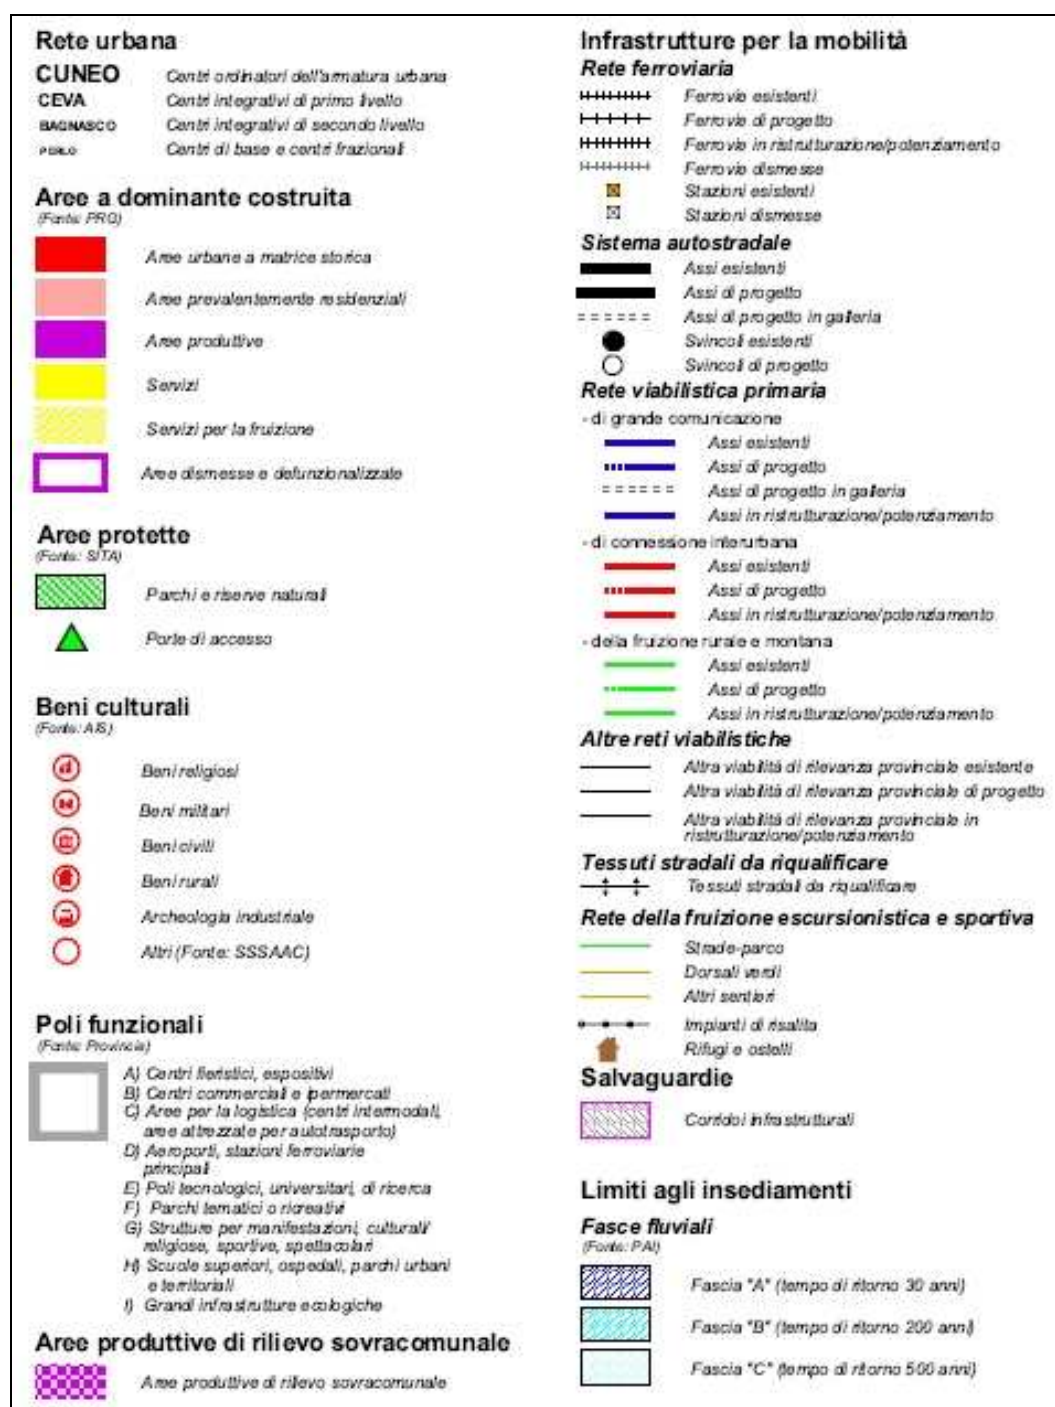 Rete urbana
CUNEO Centri ordinatori dell'armatura urbana
CEVA Centri integrativi di primo livello
BAGNASCO Centri integrativi di secondo livello
PERLO Centri di base e centri frazionali
Aree a dominante costruita
(Fonte: PRG)
Aree urbane a matrice storica
Aree prevalentemente residenziali
Aree produttive
Servizi
Servizi per la fruizione
Aree dismesse e defunzionalizzate
Aree protette
(Fonte: SITA)
Parchi e riserve naturali
Porte di accesso
Beni culturali
(Fonte: AIS)
Beni religiosi
Beni militari
Beni civili
Beni rurali
Archeologia industriale
Altri (Fonte: SSSAAC)
Poli funzionali
(Fonte: Provincia)
A) Centri fieristici, espositivi
B) Centri commerciali e ipermercati
C) Aree per la logistica (centri intermodali,
aree attrezzate per autotrasporto)
D) Aeroporti, stazioni ferroviarie
principali
E) Poli tecnologici, universitari, di ricerca
F) Parchi tematici o ricreativi
G) Strutture per manifestazioni, culturali/
religiose, sportive, spettacolari
H) Scuole superiori, ospedali, parchi urbani
e territoriali
I) Grandi infrastrutture ecologiche
Aree produttive di rilievo sovracomunale
Aree produttive di rilievo sovracomunale
Infrastrutture per la mobilità
Rete ferroviaria
Ferrovie esistenti
Ferrovie di progetto
Ferrovie in ristrutturazione/potenziamento
Ferrovie dismesse
Stazioni esistenti
Stazioni dismesse
Sistema autostradale
Assi esistenti
Assi di progetto
Assi di progetto in galleria
Svincoli esistenti
Svincoli di progetto
Rete viabilistica primaria
- di grande comunicazione
Assi esistenti
Assi di progetto
Assi di progetto in galleria
Assi in ristrutturazione/potenziamento
- di connessione interurbana
Assi esistenti
Assi di progetto
Assi in ristrutturazione/potenziamento
- della fruizione rurale e montana
Assi esistenti
Assi di progetto
Assi in ristrutturazione/potenziamento
Altre reti viabilistiche
Altra viabilità di rilevanza provinciale esistente
Altra viabilità di rilevanza provinciale di progetto
Altra viabilità di rilevanza provinciale in
ristrutturazione/potenziamento
Tessuti stradali da riqualificare
Tessuti stradali da riqualificare
Rete della fruizione escursionistica e sportiva
Strade-parco
Dorsali verdi
Altri sentieri
Impianti di risalita
Rifugi e ostelli
Salvaguardie
Corridoi infrastrutturali
Limiti agli insediamenti
Fasce fluviali
(Fonte: PAI)
Fascia "A" (tempo di ritorno 30 anni)
Fascia "B" (tempo di ritorno 200 anni)
Fascia "C" (tempo di ritorno 500 anni)